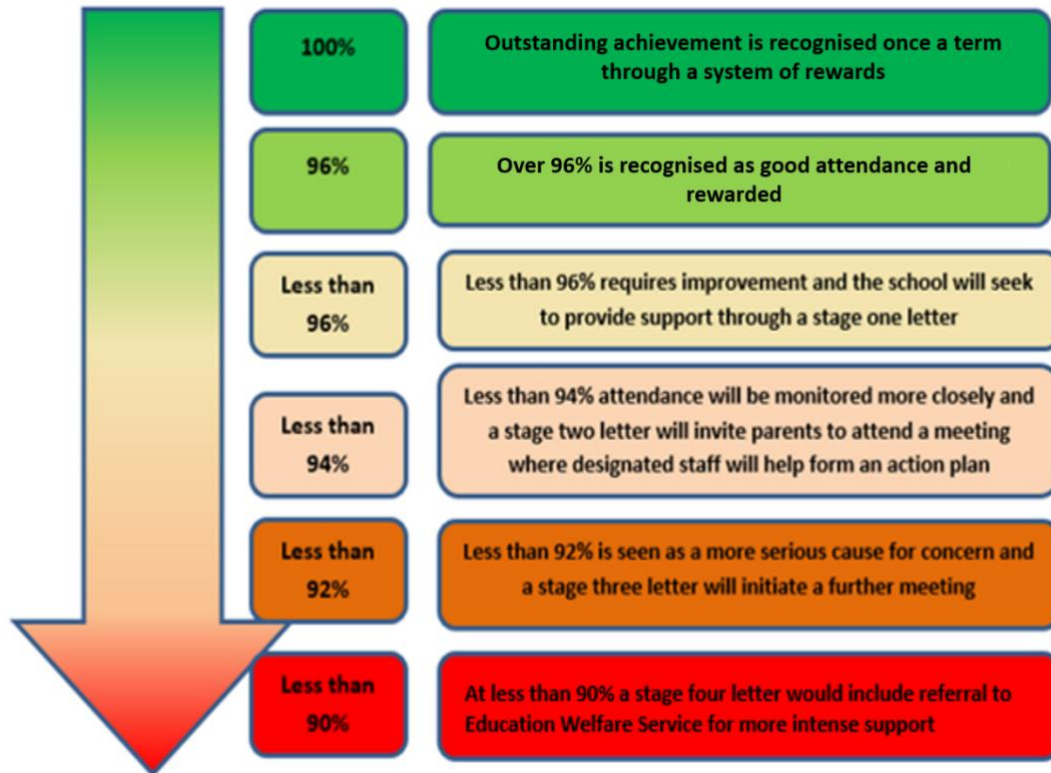 100%
Outstanding achievement is recognised once a term
through a system of rewards
96%
Over 96% is recognised as good attendance and
rewarded
Less than
96%
Less than 96% requires improvement and the school will seek
to provide support through a stage one letter
Less than
94%
Less than 94% attendance will be monitored more closely and
a stage two letter will invite parents to attend a meeting
where designated staff will help form an action plan
Less than
92%
Less than 92% is seen as a more serious cause for concern and
a stage three letter will initiate a further meeting
Less than
90%
At less than 90% a stage four letter would include referral to
Education Welfare Service for more intense support